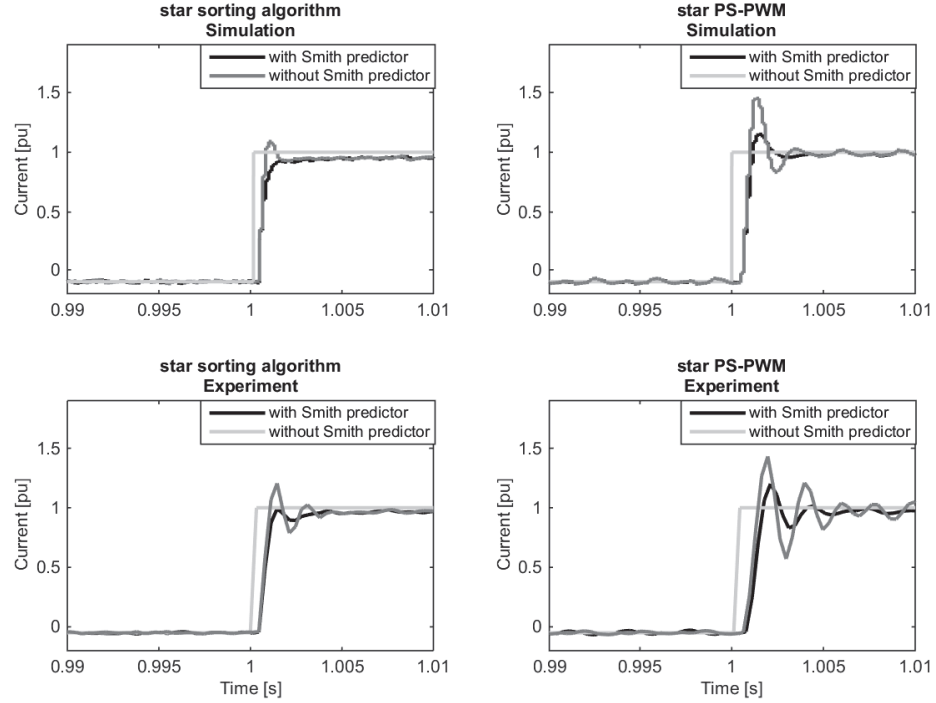 star sorting algorithm
Simulation
with Smith predictor
without Smith predictor
Current [pu]
1.5
1
0.5
0
0.99 0.995 1 1.005 1.01
star PS-PWM
Simulation
with Smith predictor
without Smith predictor
Current [pu]
1.5
1
0.5
0
0.99 0.995 1 1.005 1.01
star sorting algorithm
Experiment
with Smith predictor
without Smith predictor
Current [pu]
1.5
1
0.5
0
0.99 0.995 1 1.005 1.01
Time [s]
star PS-PWM
Experiment
with Smith predictor
without Smith predictor
Current [pu]
1.5
1
0.5
0
0.99 0.995 1 1.005 1.01
Time [s]